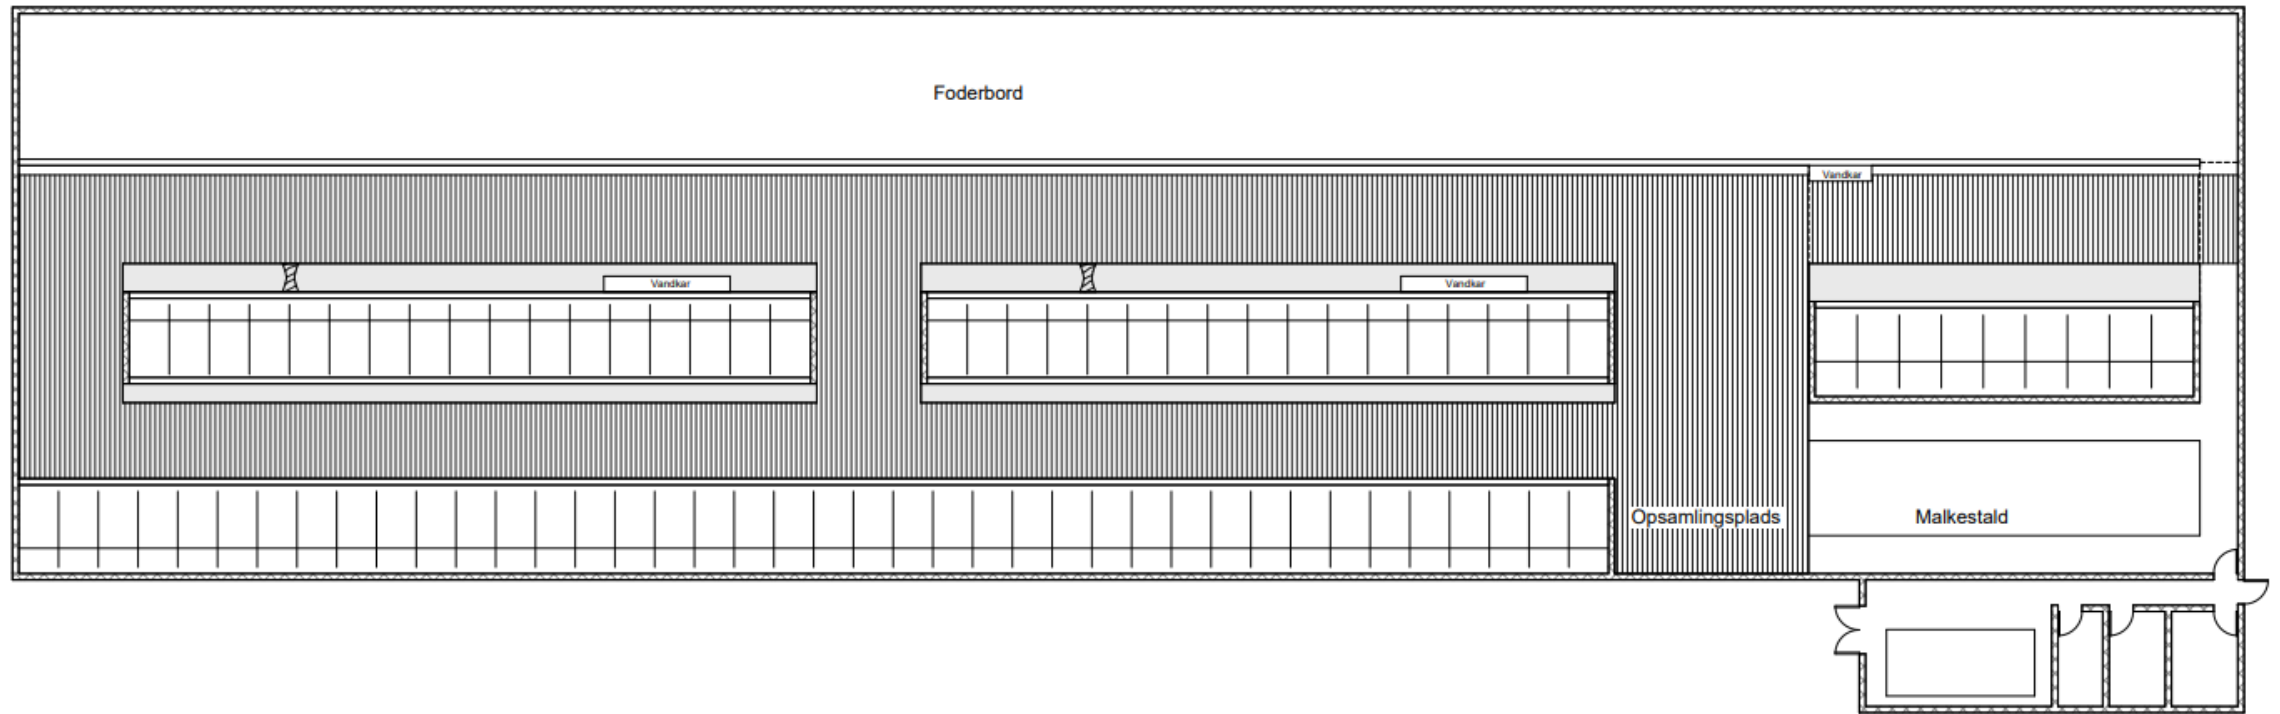 Foderbord
Vandkar
Vandkar
Vandkar
Opsamlingsplads
Malkestald